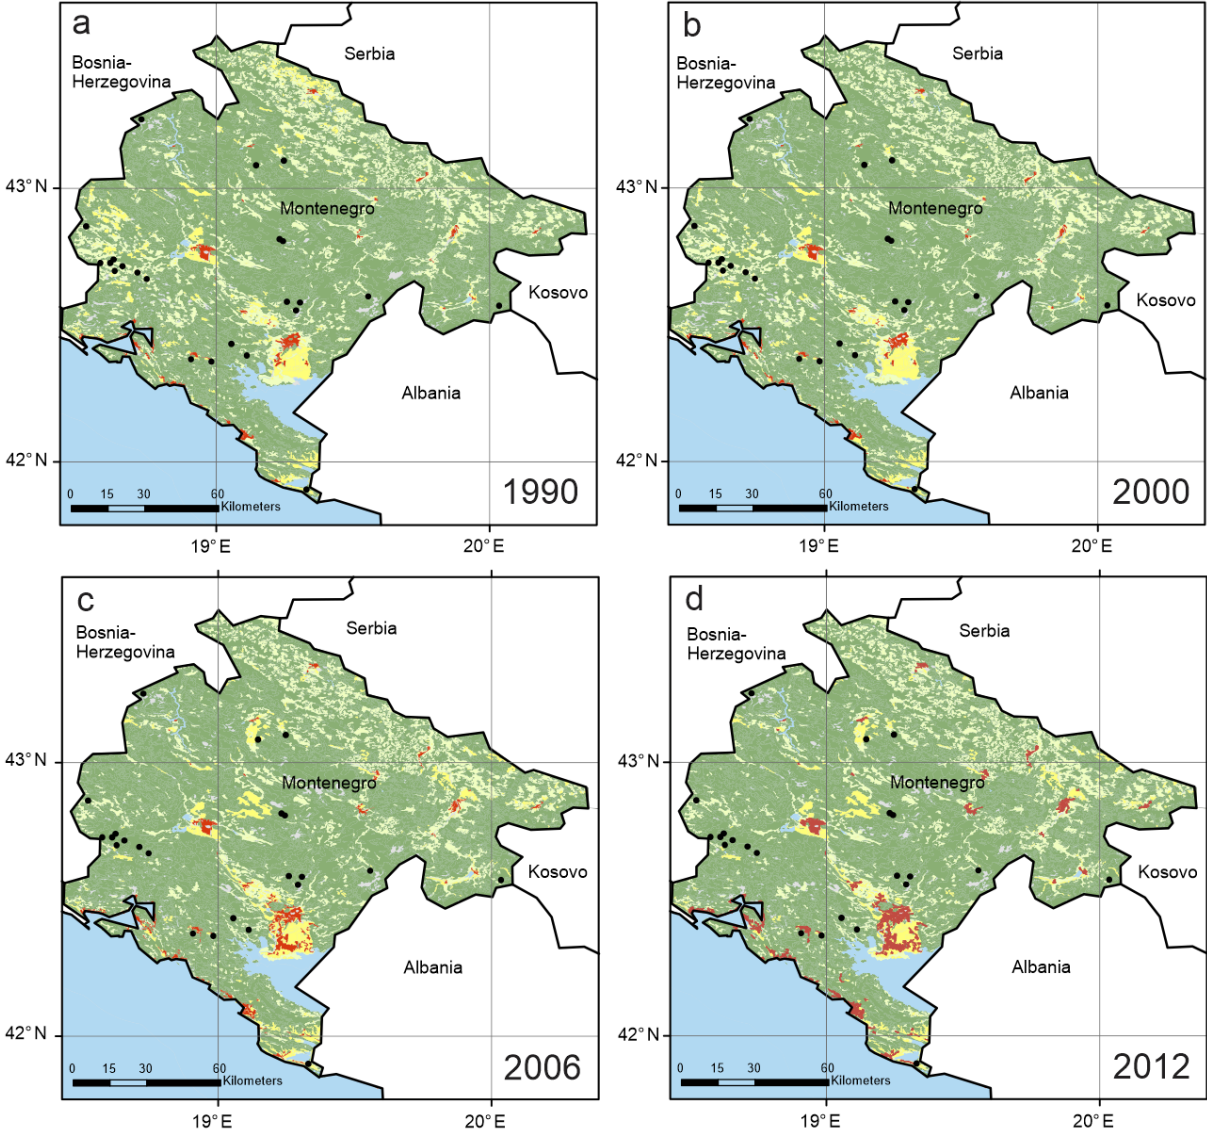 a
Serbia
Bosnia-
Herzegovina
43°N
Montenegro
Kosovo
Albania
42°N
0 15 30 60
Kilometers
1990
19°E
20°E
b
Serbia
Bosnia-
Herzegovina
43°N
Montenegro
Kosovo
Albania
42°N
0 15 30 60
Kilometers
2000
19°E
20°E
c
Serbia
Bosnia-
Herzegovina
43°N
Montenegro
Kosovo
Albania
42°N
0 15 30 60
Kilometers
2006
19°E
20°E
d
Serbia
Bosnia-
Herzegovina
43°N
Montenegro
Kosovo
Albania
42°N
0 15 30 60
Kilometers
2012
19°E
20°E